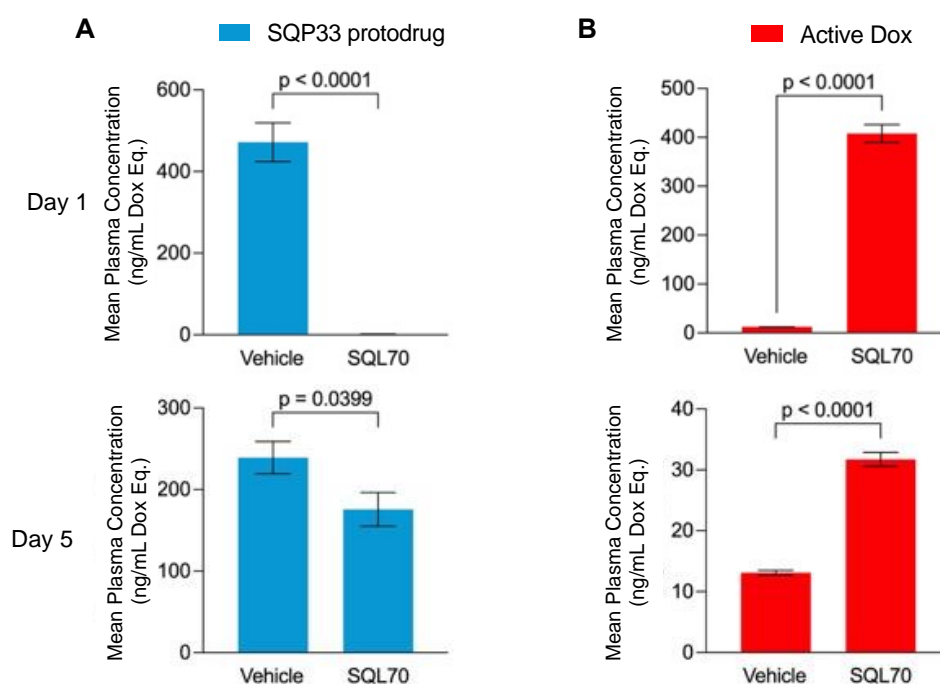 A
SQP33 protodrug
B
Active Dox
Day 1
Mean Plasma Concentration
(ng/mL Dox Eq.)
600
400
200
0
p < 0.0001
Vehicle
SQL70
Mean Plasma Concentration
(ng/mL Dox Eq.)
500
400
300
200
100
0
p < 0.0001
Vehicle
SQL70
Day 5
Mean Plasma Concentration
(ng/mL Dox Eq.)
300
200
100
0
p = 0.0399
Vehicle
SQL70
Mean Plasma Concentration
(ng/mL Dox Eq.)
40
30
20
10
0
p < 0.0001
Vehicle
SQL70